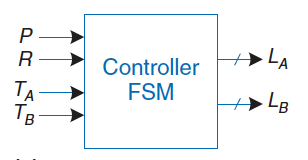 P
R
T_A
T_B
Controller
FSM
L_A
L_B